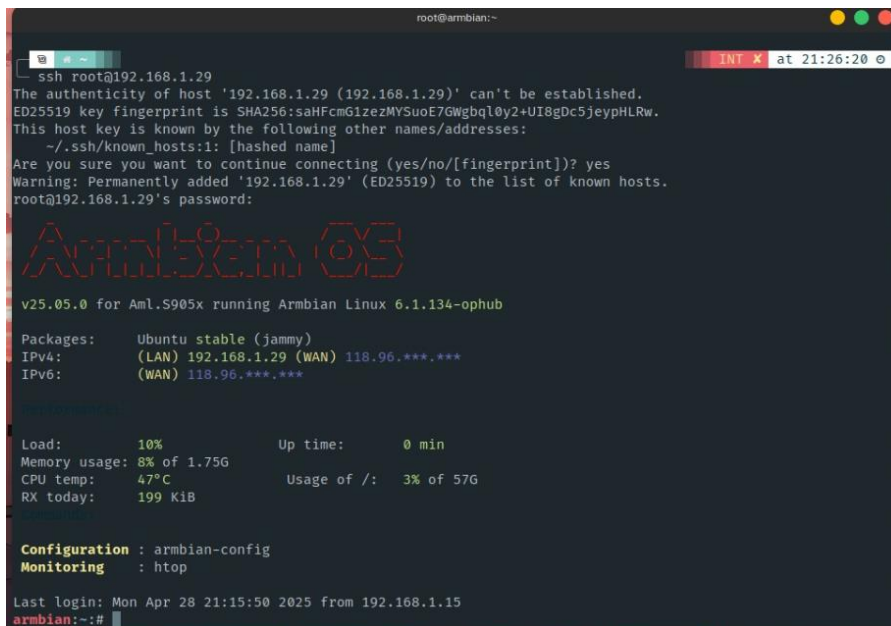 root@armbian:~
~
INT ✘ at 21:26:20
ssh root@192.168.1.29
The authenticity of host '192.168.1.29 (192.168.1.29)' can't be established.
ED25519 key fingerprint is SHA256:saHFcmG1zezMYSuoE7GWgbql0y2+UI8gDc5jeypHLRw.
This host key is known by the following other names/addresses:
~/.ssh/known_hosts:1: [hashed name]
Are you sure you want to continue connecting (yes/no/[fingerprint])? yes
Warning: Permanently added '192.168.1.29' (ED25519) to the list of known hosts.
root@192.168.1.29's password:
Armbian OS
v25.05.0 for Aml.S905x running Armbian Linux 6.1.134-ophub
Packages: Ubuntu stable (jammy)
IPv4: (LAN) 192.168.1.29 (WAN) 118.96.***.***
IPv6: (WAN) 118.96.***.***
Performance:
Load: 10% Up time: 0 min
Memory usage: 8% of 1.75G
CPU temp: 47°C Usage of /: 3% of 57G
RX today: 199 KiB
Commands:
Configuration : armbian-config
Monitoring : htop
Last login: Mon Apr 28 21:15:50 2025 from 192.168.1.15
armbian:~:#